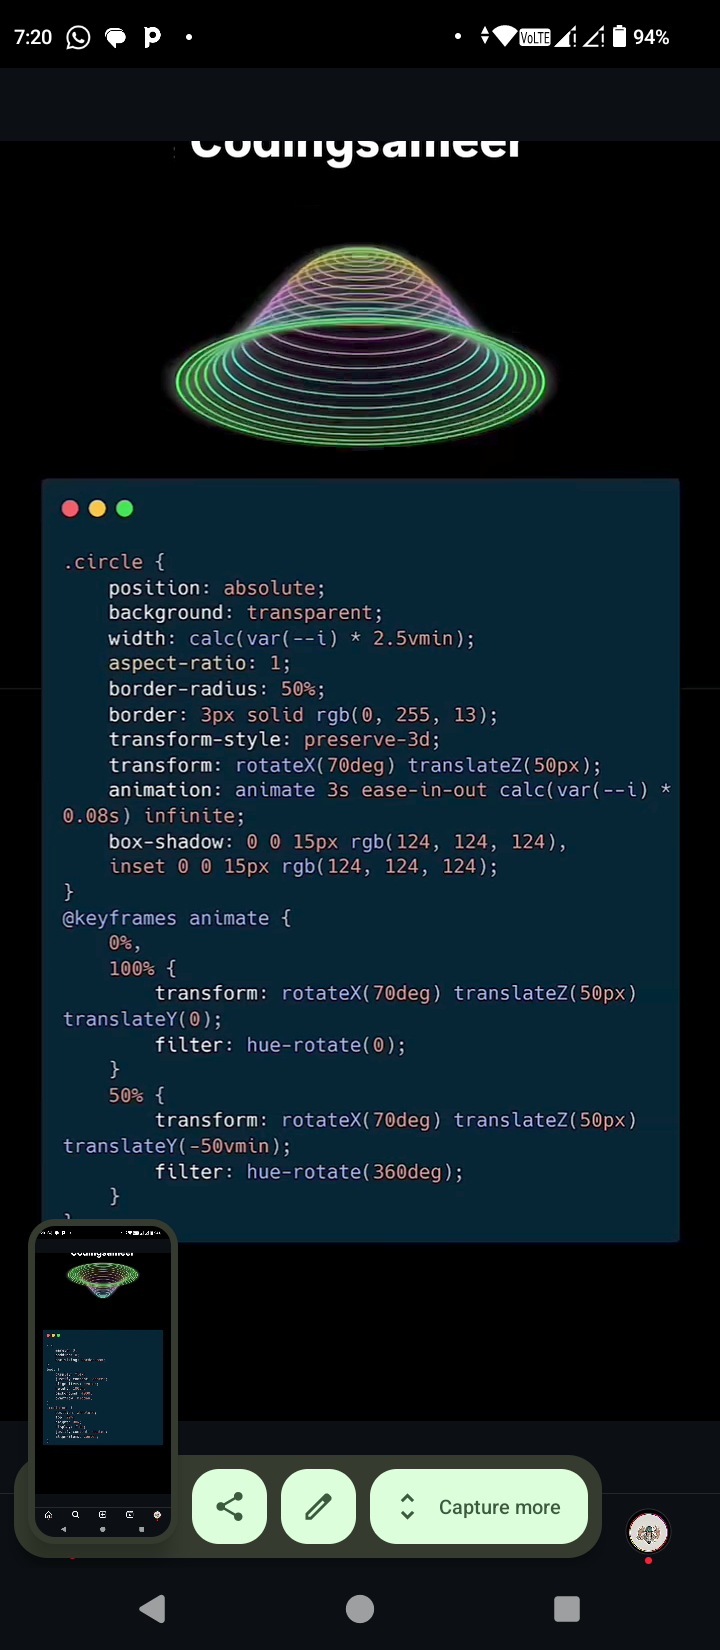 7:20
VoLTE
94%
Codingsameer
.circle {
position: absolute;
background: transparent;
width: calc(var(--i) * 2.5vmin);
aspect-ratio: 1;
border-radius: 50%;
border: 3px solid rgb(0, 255, 13);
transform-style: preserve-3d;
transform: rotateX(70deg) translateZ(50px);
animation: animate 3s ease-in-out calc(var(--i) *
0.08s) infinite;
box-shadow: 0 0 15px rgb(124, 124, 124),
inset 0 0 15px rgb(124, 124, 124);
}
@keyframes animate {
0%,
100% {
transform: rotateX(70deg) translateZ(50px)
translateY(0);
filter: hue-rotate(0);
}
50% {
transform: rotateX(70deg) translateZ(50px)
translateY(-50vmin);
filter: hue-rotate(360deg);
}
}
Codingsameer
Capture more